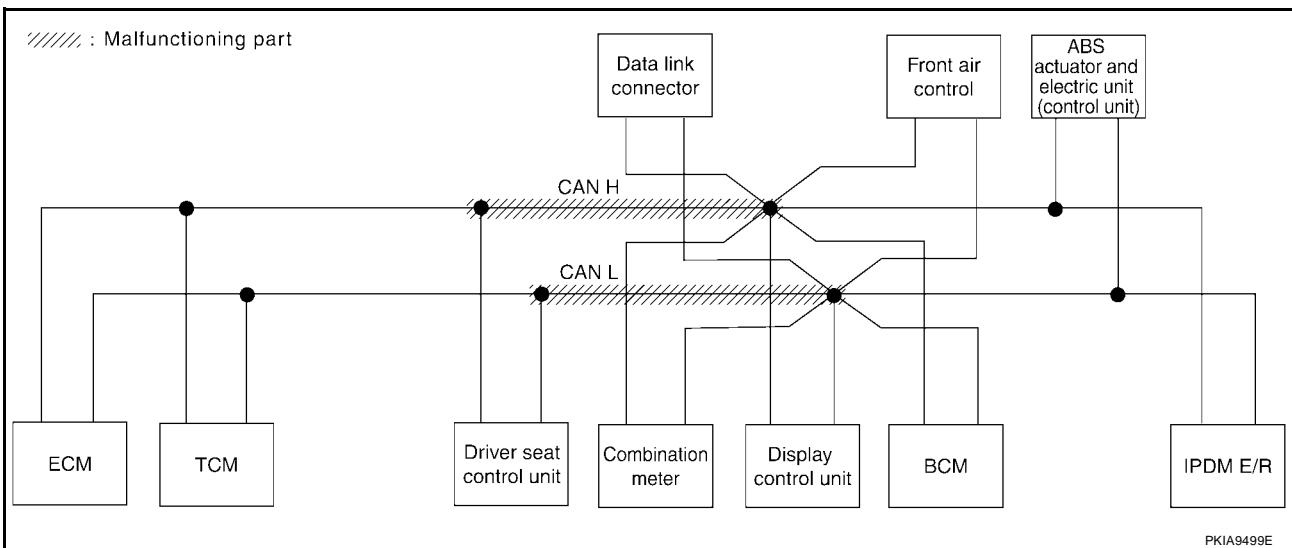 : Malfunctioning part
Data link
connector
Front air
control
ABS
actuator and
electric unit
(control unit)
CAN H
CAN L
ECM
TCM
Driver seat
control unit
Combination
meter
Display
control unit
BCM
IPDM E/R
PKIA9499E